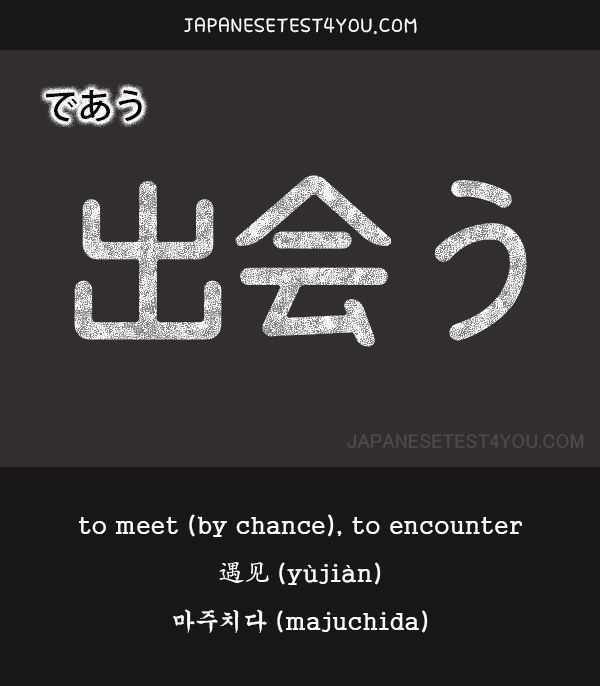 JAPANESETEST4YOU.COM
であう
出会う
JAPANESETEST4YOU.COM
to meet (by chance), to encounter
遇见 (yùjiàn)
마주치다 (majuchida)